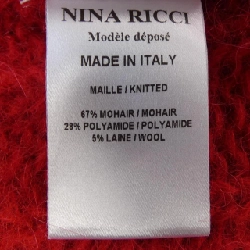 NINA RICCI
Modèle déposé
MADE IN ITALY
MAILLE / KNITTED
67% MOHAIR / MOHAIR
28% POLYAMIDE / POLYAMIDE
5% LAINE / WOOL